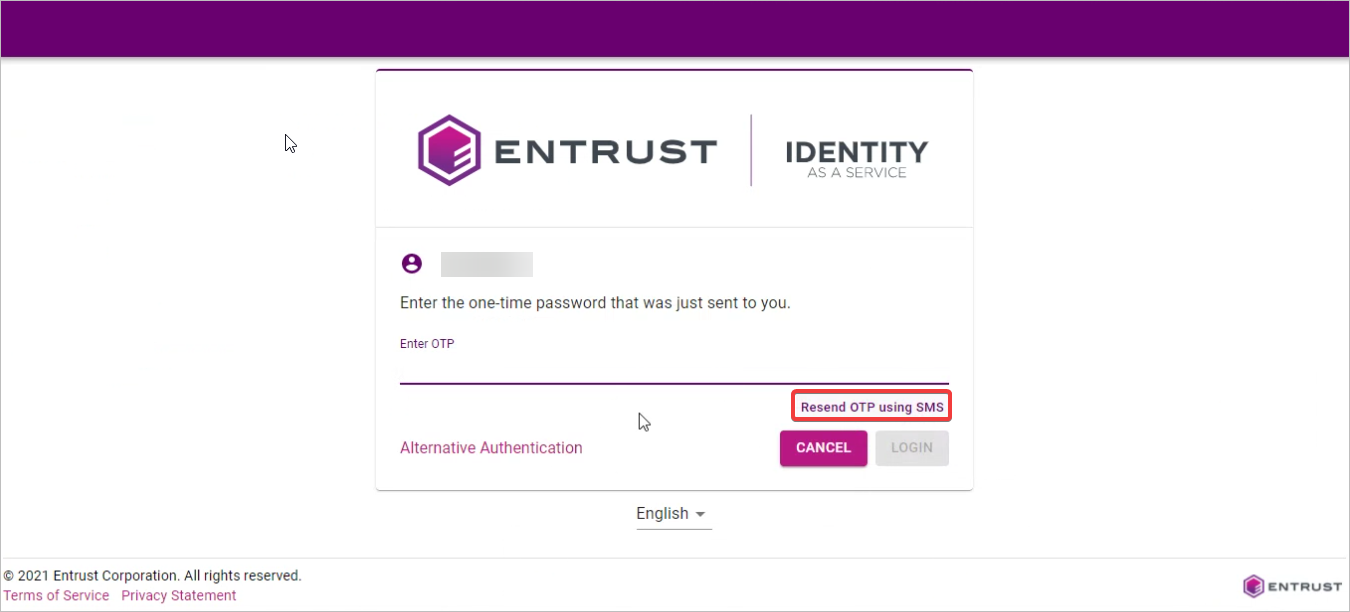 ENTRUST
IDENTITY
AS A SERVICE
Enter the one-time password that was just sent to you.
Enter OTP
Resend OTP using SMS
Alternative Authentication
CANCEL
LOGIN
English
© 2021 Entrust Corporation. All rights reserved.
Terms of Service Privacy Statement
ENTRUST